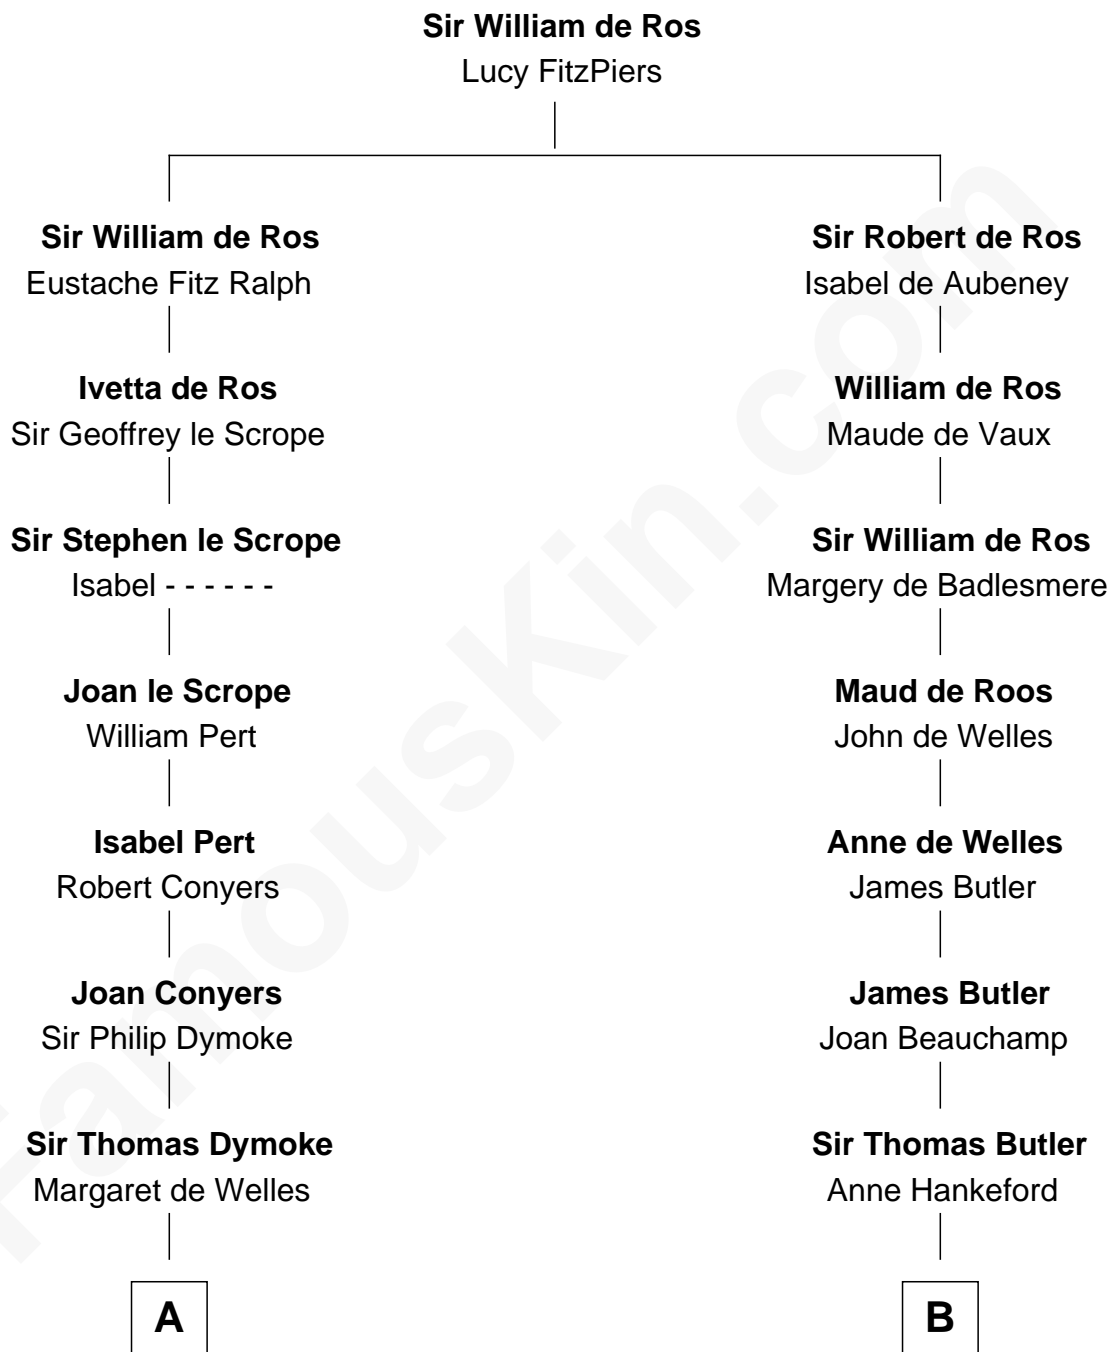 Sir William de Ros
Lucy FitzPiers
Sir William de Ros
Eustache Fitz Ralph
Ivetta de Ros
Sir Geoffrey le Scrope
Sir Stephen le Scrope
Isabel - - - - - -
Joan le Scrope
William Pert
Isabel Pert
Robert Conyers
Joan Conyers
Sir Philip Dymoke
Sir Thomas Dymoke
Margaret de Welles
A
Sir Robert de Ros
Isabel de Aubeney
William de Ros
Maude de Vaux
Sir William de Ros
Margery de Badlesmere
Maud de Roos
John de Welles
Anne de Welles
James Butler
James Butler
Joan Beauchamp
Sir Thomas Butler
Anne Hankeford
B
FamousKin.com